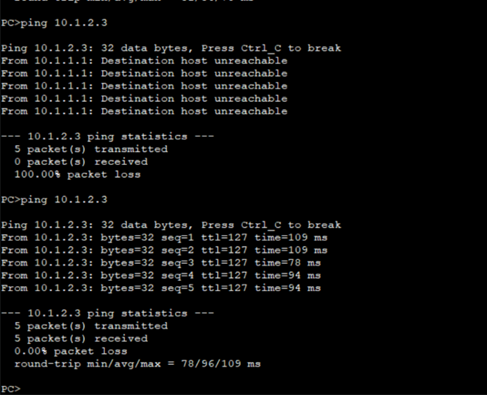 PC>ping 10.1.2.3
Ping 10.1.2.3: 32 data bytes, Press Ctrl_C to break
From 10.1.1.1: Destination host unreachable
From 10.1.1.1: Destination host unreachable
From 10.1.1.1: Destination host unreachable
From 10.1.1.1: Destination host unreachable
From 10.1.1.1: Destination host unreachable
--- 10.1.2.3 ping statistics ---
5 packet(s) transmitted
0 packet(s) received
100.00% packet loss
PC>ping 10.1.2.3
Ping 10.1.2.3: 32 data bytes, Press Ctrl_C to break
From 10.1.2.3: bytes=32 seq=1 ttl=127 time=109 ms
From 10.1.2.3: bytes=32 seq=2 ttl=127 time=109 ms
From 10.1.2.3: bytes=32 seq=3 ttl=127 time=78 ms
From 10.1.2.3: bytes=32 seq=4 ttl=127 time=94 ms
From 10.1.2.3: bytes=32 seq=5 ttl=127 time=94 ms
--- 10.1.2.3 ping statistics ---
5 packet(s) transmitted
5 packet(s) received
0.00% packet loss
round-trip min/avg/max = 78/96/109 ms
PC>